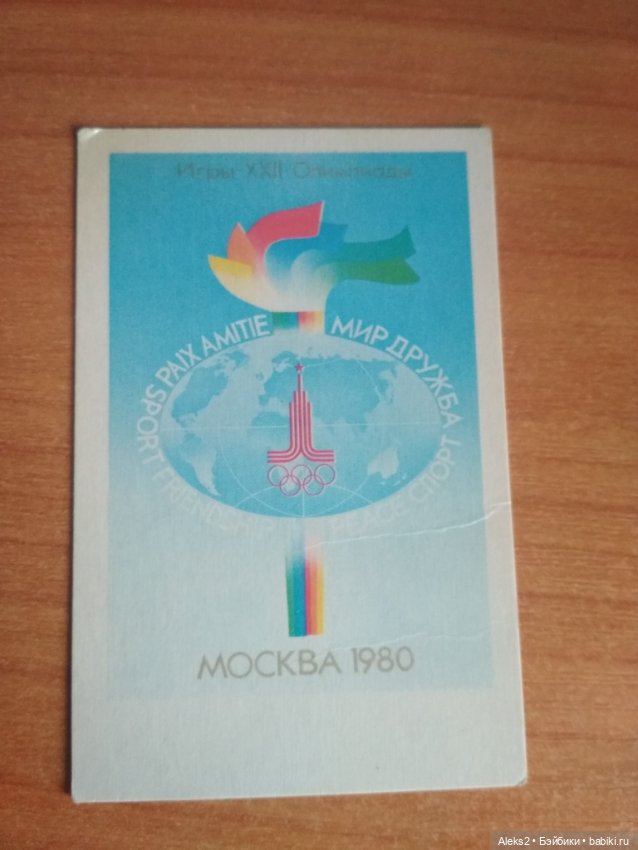 Игры XXII Олимпиады
SPORT PAIX AMITIE
МИР ДРУЖБА СПОРТ
FRIENDSHIP
PEACE
МОСКВА 1980
Aleks2 • Бэйбики • babiki.ru